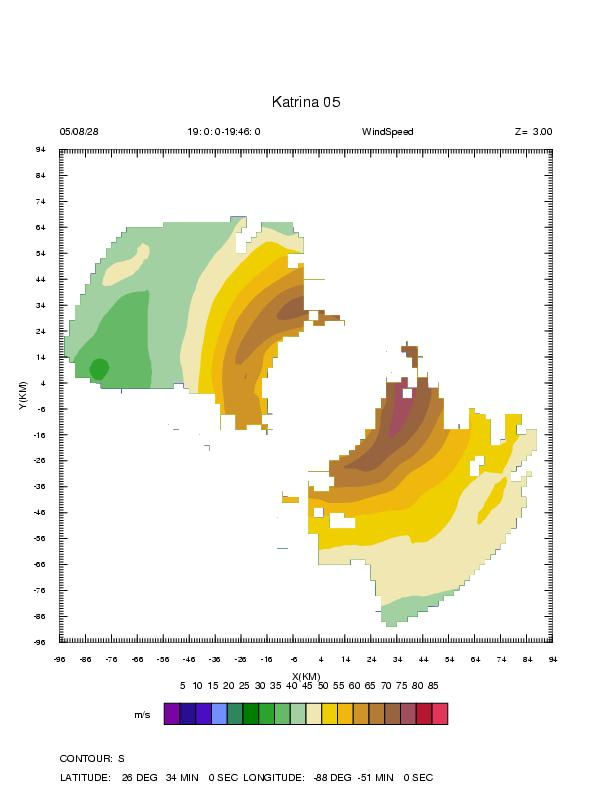 Katrina 05
05/08/28 19: 0: 0-19:46: 0 WindSpeed Z= 3.00
94
84
74
64
54
44
34
24
14
4
-6
-16
-26
-36
-46
-56
-66
-76
-86
-96
Y(KM)
-96 -86 -76 -66 -56 -46 -36 -26 -16 -6 4 14 24 34 44 54 64 74 84 94
X(KM)
5 10 15 20 25 30 35 40 45 50 55 60 65 70 75 80 85
m/s
CONTOUR: S
LATITUDE: 26 DEG 34 MIN 0 SEC LONGITUDE: -88 DEG -51 MIN 0 SEC